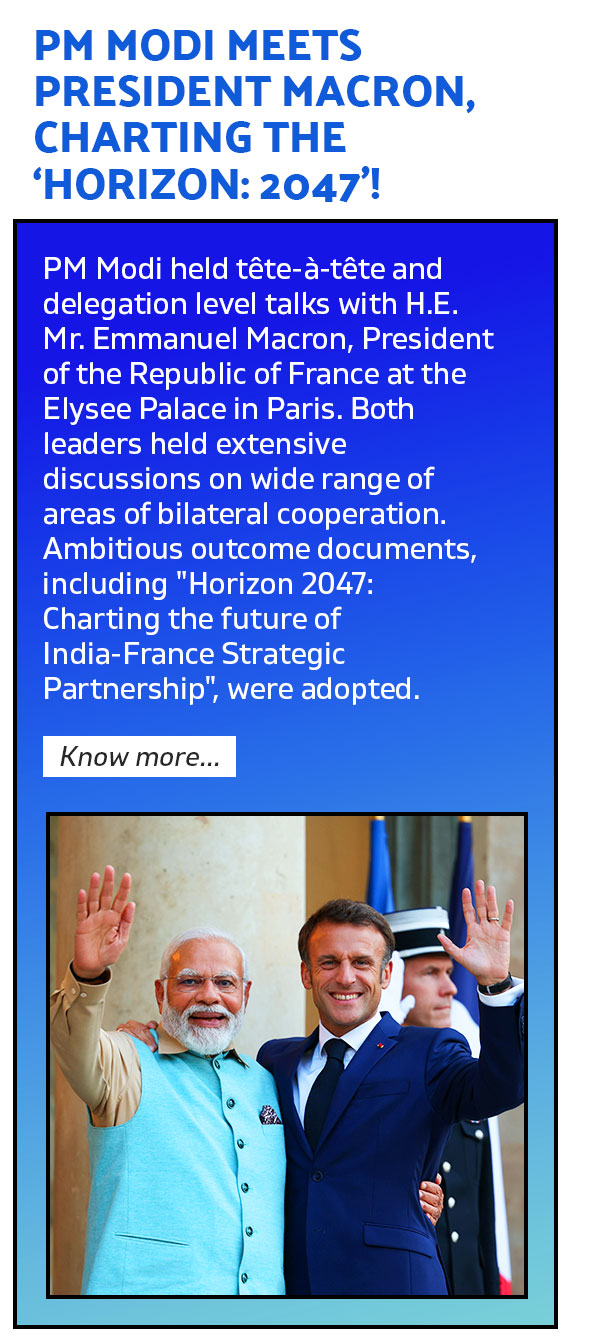 PM MODI MEETS
PRESIDENT MACRON,
CHARTING THE
‘HORIZON: 2047’!
PM Modi held tête-à-tête and
delegation level talks with H.E.
Mr. Emmanuel Macron, President
of the Republic of France at the
Elysee Palace in Paris. Both
leaders held extensive
discussions on wide range of
areas of bilateral cooperation.
Ambitious outcome documents,
including "Horizon 2047:
Charting the future of
India-France Strategic
Partnership", were adopted.
Know more...